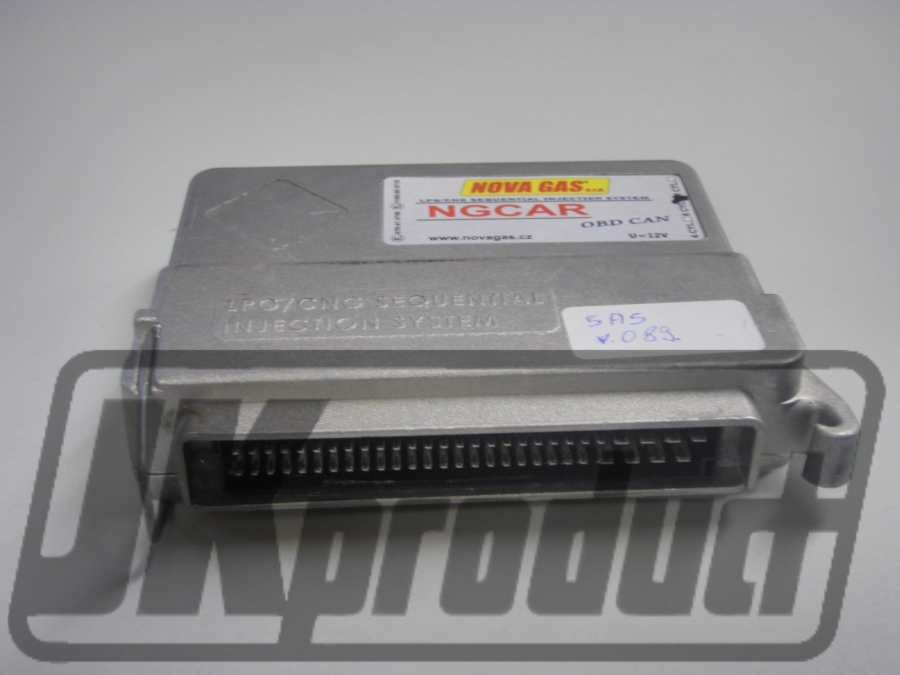 NOVA GAS s.r.o.
LPG/CNG SEQUENTIAL INJECTION SYSTEM
NGCAR
OBD CAN
www.novagas.cz
U=12V
LPG/CNG SEQUENTIAL
INJECTION SYSTEM
SAS
v.089.
JKproduct